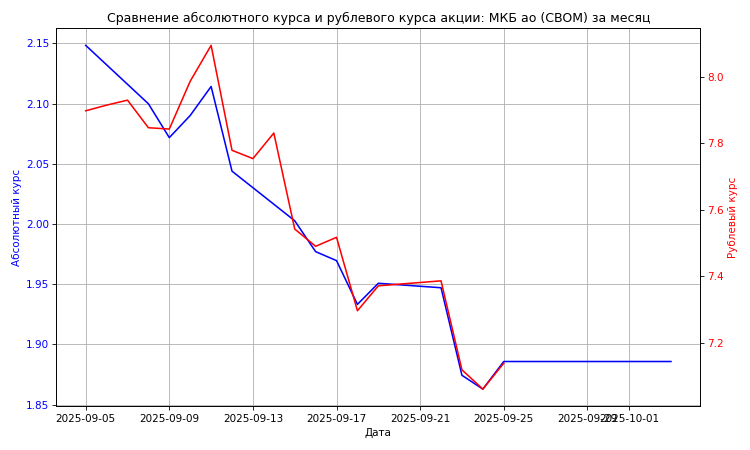 Сравнение абсолютного курса и рублевого курса акции: МКБ ао (CBOM) за месяц
2.15
2.10
2.05
2.00
1.95
1.90
1.85
Абсолютный курс
8.0
7.8
7.6
7.4
7.2
Рублевый курс
2025-09-05 2025-09-09 2025-09-13 2025-09-17 2025-09-21 2025-09-25 2025-09-29 2025-10-01
Дата